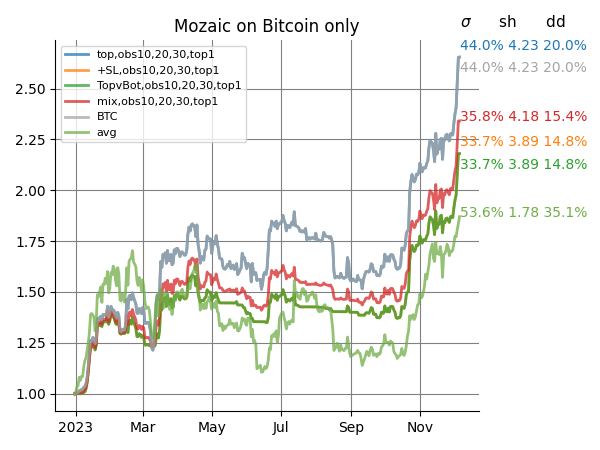 Mozaic on Bitcoin only
σ sh dd
top,obs10,20,30,top1
+SL,obs10,20,30,top1
TopvBot,obs10,20,30,top1
mix,obs10,20,30,top1
BTC
avg
44.0% 4.23 20.0%
44.0% 4.23 20.0%
35.8% 4.18 15.4%
33.7% 3.89 14.8%
33.7% 3.89 14.8%
53.6% 1.78 35.1%
2.50
2.25
2.00
1.75
1.50
1.25
1.00
2023 Mar May Jul Sep Nov